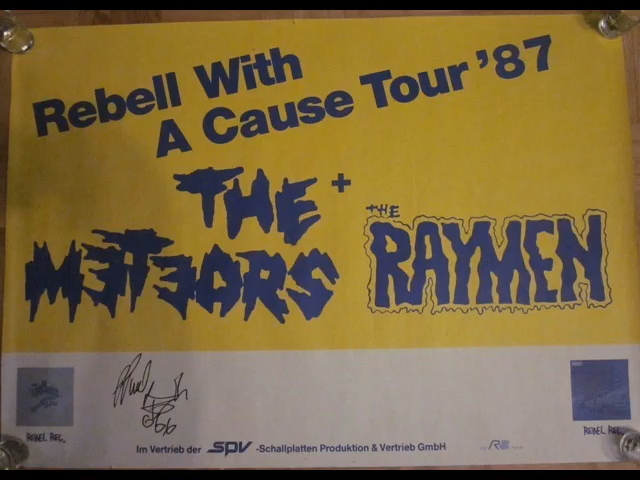 Rebell With
A Cause Tour '87
THE +
METEORS
THE
RAYMEN
REBEL REC.
666
REBEL REC.
Im Vertrieb der SPV -Schallplatten Produktion & Vertrieb GmbH